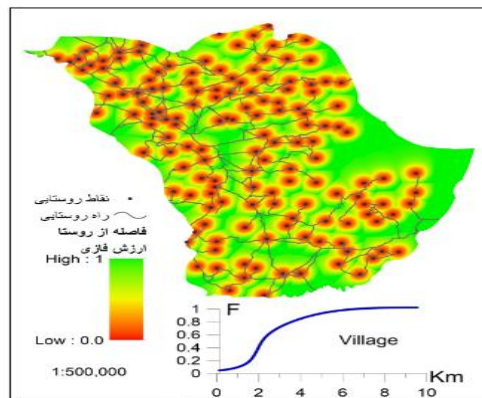 نقاط روستایی
راه روستایی
فاصله از روستا
ارزش فازی
High : 1
Low : 0.0
1:500,000
F
1
0.8
0.6
0.4
0.2
0
Village
0 2 4 6 8 10 Km